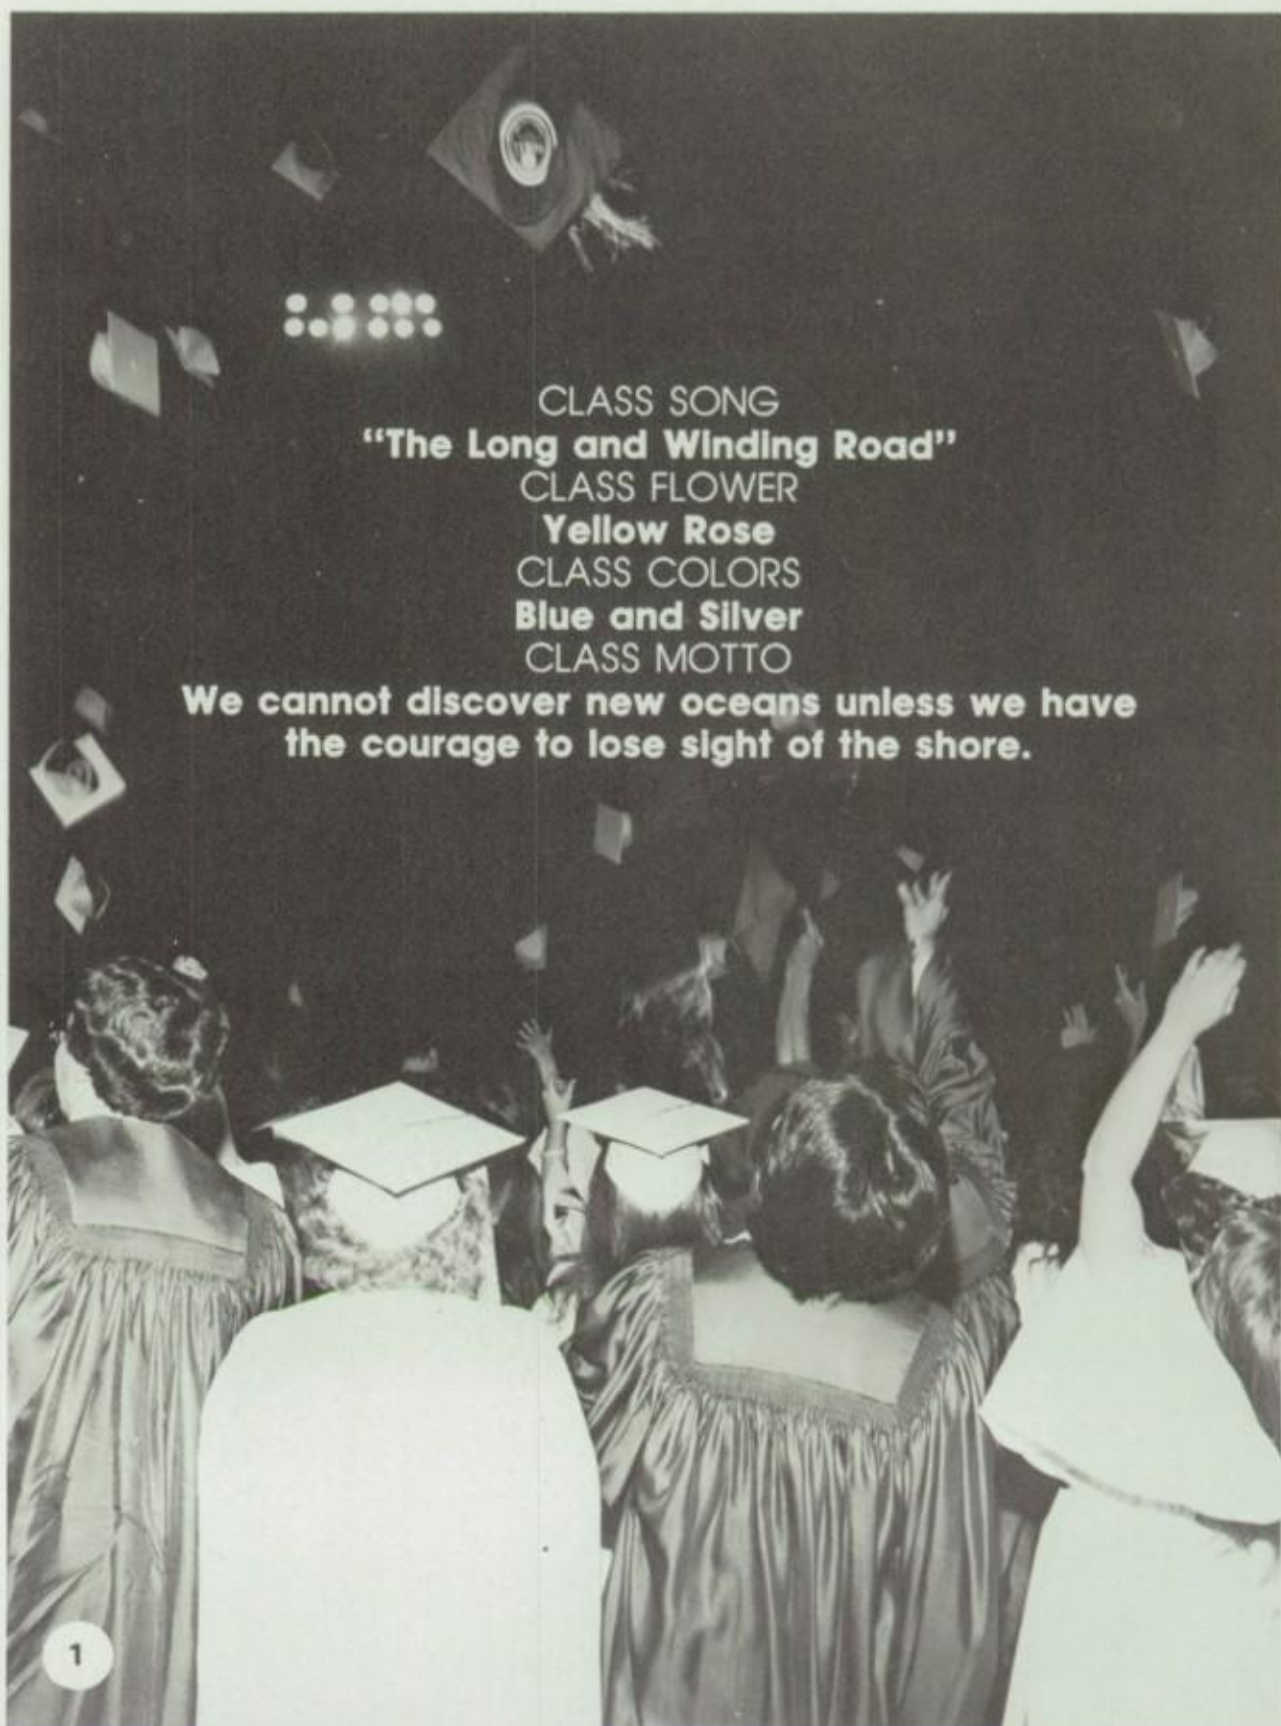 CLASS SONG
“The Long and Winding Road”
CLASS FLOWER
Yellow Rose
CLASS COLORS
Blue and Silver
CLASS MOTTO
We cannot discover new oceans unless we have
the courage to lose sight of the shore.
1